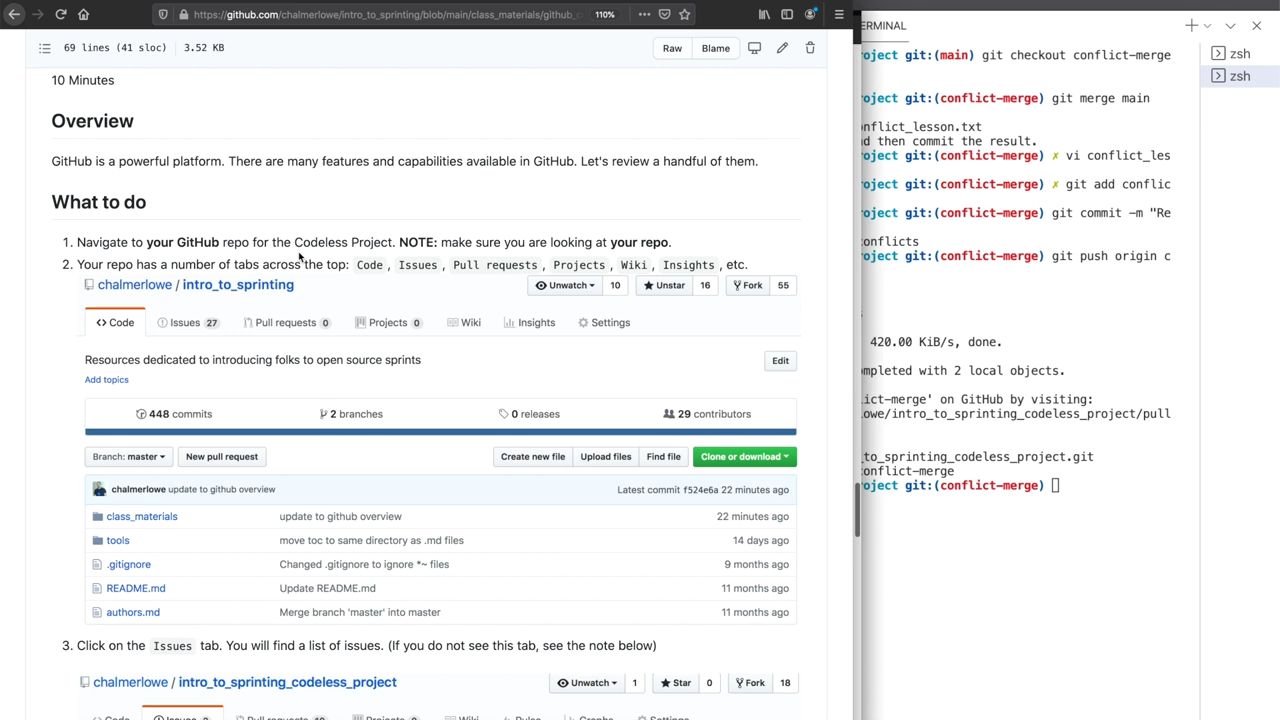 https://github.com/chalmerlowe/intro_to_sprinting/blob/main/class_materials/github_ 110%
69 lines (41 sloc) 3.52 KB Raw Blame
10 Minutes
Overview
GitHub is a powerful platform. There are many features and capabilities available in GitHub. Let's review a handful of them.
What to do
1. Navigate to your GitHub repo for the Codeless Project. NOTE: make sure you are looking at your repo.
2. Your repo has a number of tabs across the top: Code, Issues, Pull requests, Projects, Wiki, Insights, etc.
chalmerlowe / intro_to_sprinting Unwatch 10 Unstar 16 Fork 55
<> Code Issues 27 Pull requests 0 Projects 0 Wiki Insights Settings
Resources dedicated to introducing folks to open source sprints Edit
Add topics
448 commits 2 branches 0 releases 29 contributors
Branch: master New pull request Create new file Upload files Find file Clone or download
chalmerlowe update to github overview Latest commit f524e6a 22 minutes ago
class_materials update to github overview 22 minutes ago
tools move toc to same directory as .md files 14 days ago
.gitignore Changed .gitignore to ignore *~ files 9 months ago
README.md Update README.md 11 months ago
authors.md Merge branch 'master' into master 11 months ago
3. Click on the Issues tab. You will find a list of issues. (If you do not see this tab, see the note below)
chalmerlowe / intro_to_sprinting_codeless_project Unwatch 1 Star 0 Fork 18
ERMINAL
zsh
zsh
oject git:(main) git checkout conflict-merge
oject git:(conflict-merge) git merge main
nflict_lesson.txt
d then commit the result.
oject git:(conflict-merge) ✗ vi conflict_les
oject git:(conflict-merge) ✗ git add conflic
oject git:(conflict-merge) git commit -m "Re
onflicts
oject git:(conflict-merge) git push origin c
s
420.00 KiB/s, done.
ompleted with 2 local objects.
ict-merge' on GitHub by visiting:
owe/intro_to_sprinting_codeless_project/pull
_to_sprinting_codeless_project.git
conflict-merge
oject git:(conflict-merge)